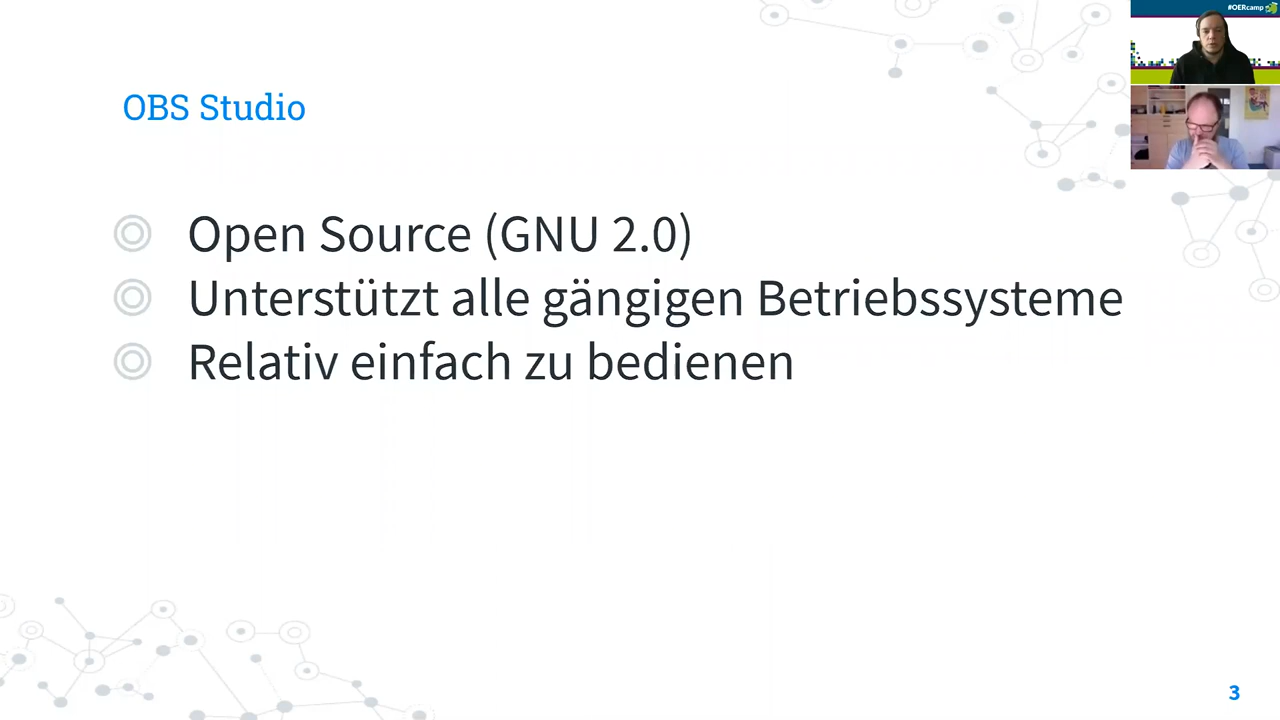 #OERcamp
OBS Studio
Open Source (GNU 2.0)
Unterstützt alle gängigen Betriebssysteme
Relativ einfach zu bedienen
3